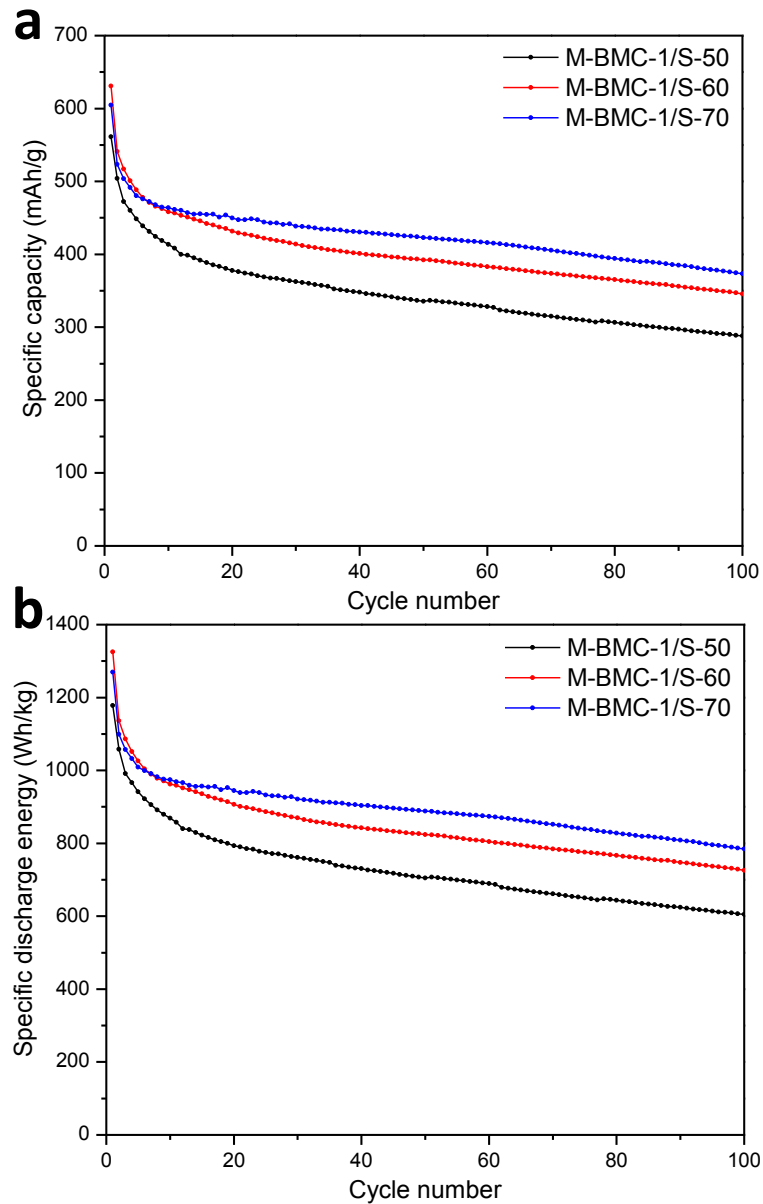 a
700
600
500
400
300
200
100
0
Specific capacity (mAh/g)
M-BMC-1/S-50
M-BMC-1/S-60
M-BMC-1/S-70
0 20 40 60 80 100
Cycle number
b
1400
1200
1000
800
600
400
200
0
Specific discharge energy (Wh/kg)
M-BMC-1/S-50
M-BMC-1/S-60
M-BMC-1/S-70
0 20 40 60 80 100
Cycle number